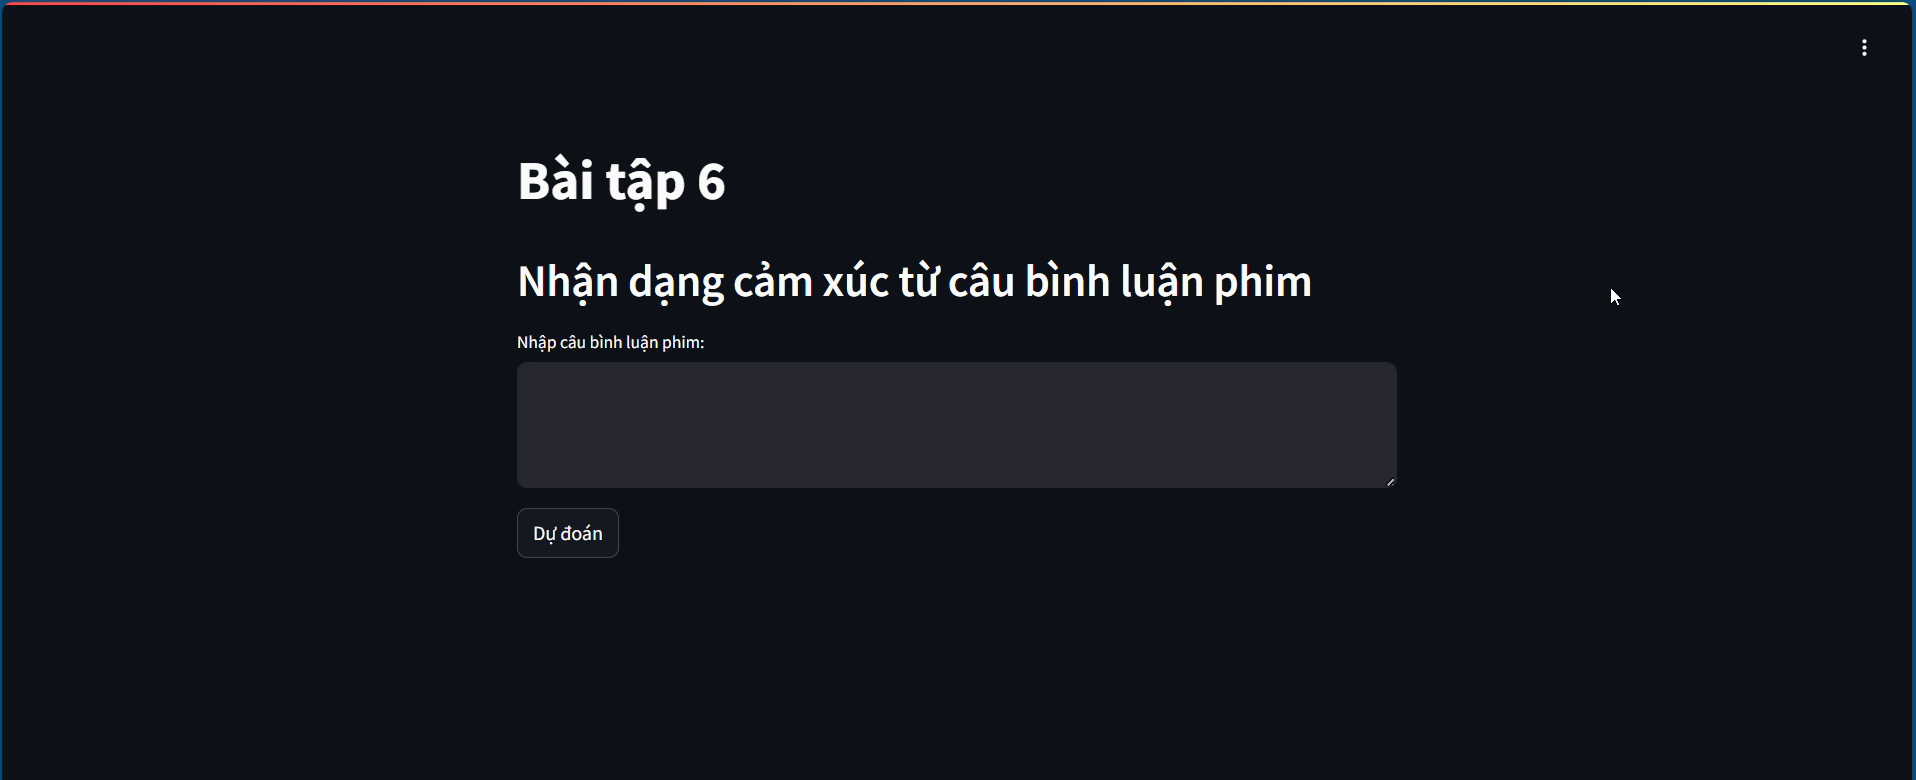 Bài tập 6
Nhận dạng cảm xúc từ câu bình luận phim
Nhập câu bình luận phim:
Dự đoán